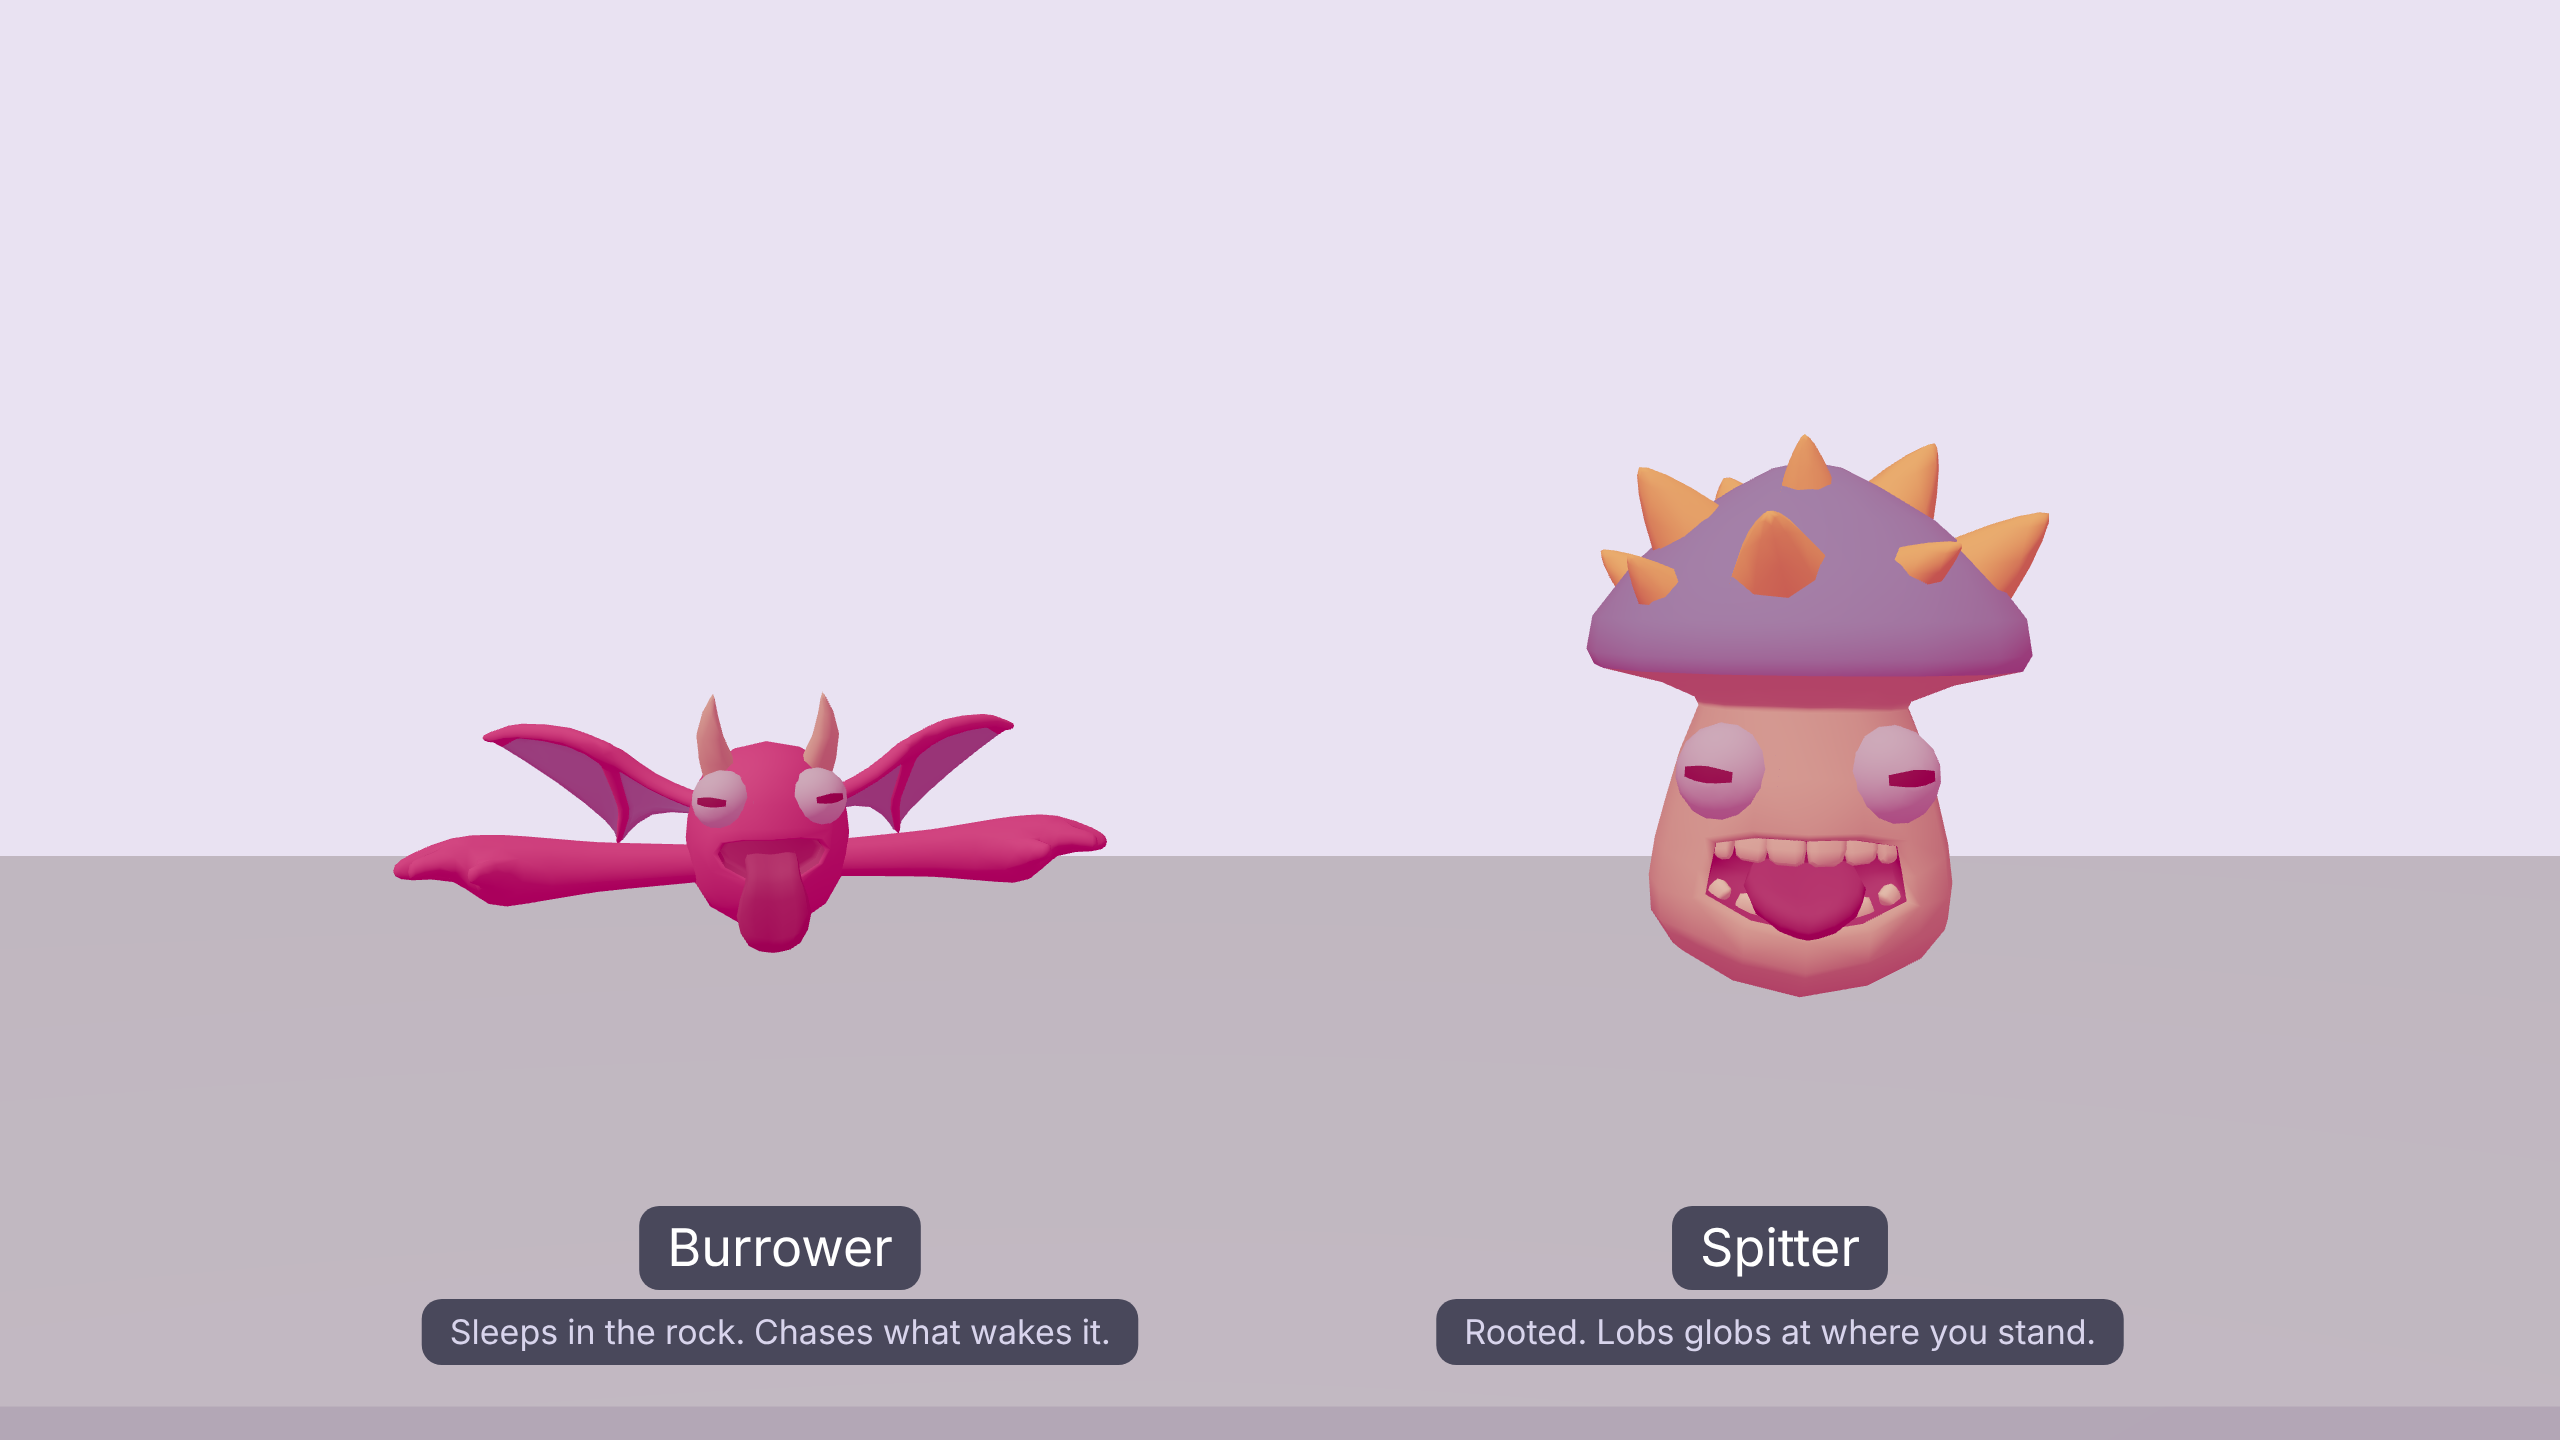 Burrower
Sleeps in the rock. Chases what wakes it.
Spitter
Rooted. Lobs globs at where you stand.